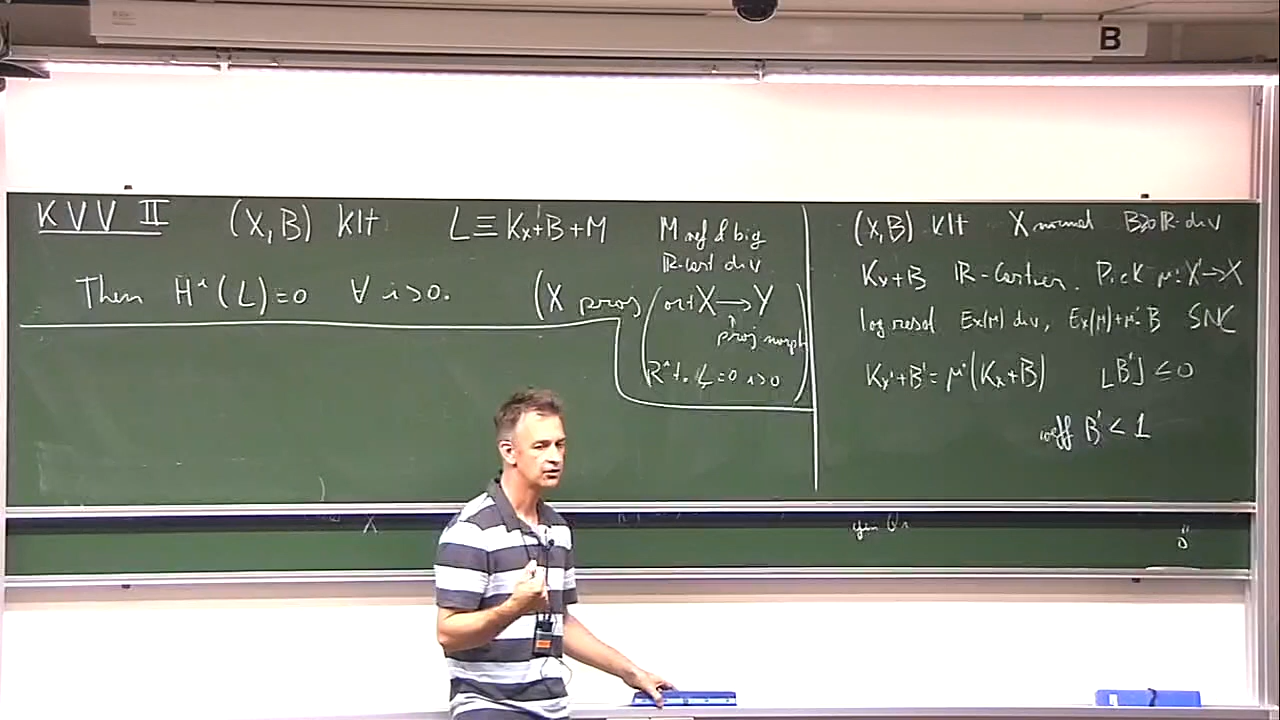 B
KVV II (X,B) klt L≡K_X+B+M M nef & big
R-cart div
Then H^i(L)=0 ∀ i>0. (X proj (or f X→Y
proj morph
R^i f_* L=0 i>0)
(X,B) klt X normal B≥0 R-div
K_X+B R-Cartier. Pick μ: X'→X
log resol Ex(μ) div, Ex(μ)+μ^{-1}_* B SNC
K_X'+B'=μ^*(K_X+B) ⌊B'⌋ ≤0
coeff B'<1
X
0